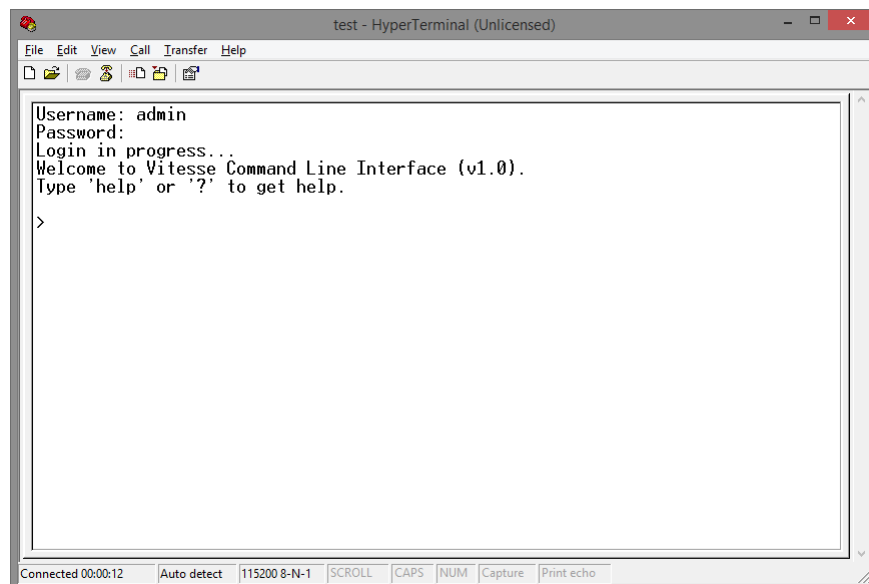 test - HyperTerminal (Unlicensed)
File Edit View Call Transfer Help
Username: admin
Password:
Login in progress...
Welcome to Vitesse Command Line Interface (v1.0).
Type 'help' or '?' to get help.
>
Connected 00:00:12 Auto detect 115200 8-N-1 SCROLL CAPS NUM Capture Print echo